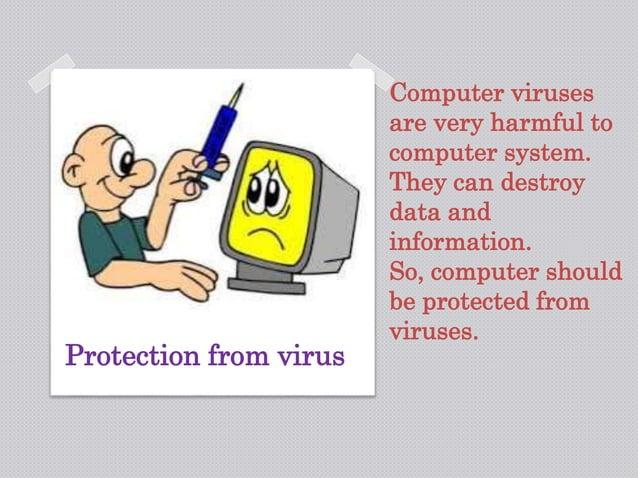 Computer viruses
are very harmful to
computer system.
They can destroy
data and
information.
So, computer should
be protected from
viruses.
Protection from virus